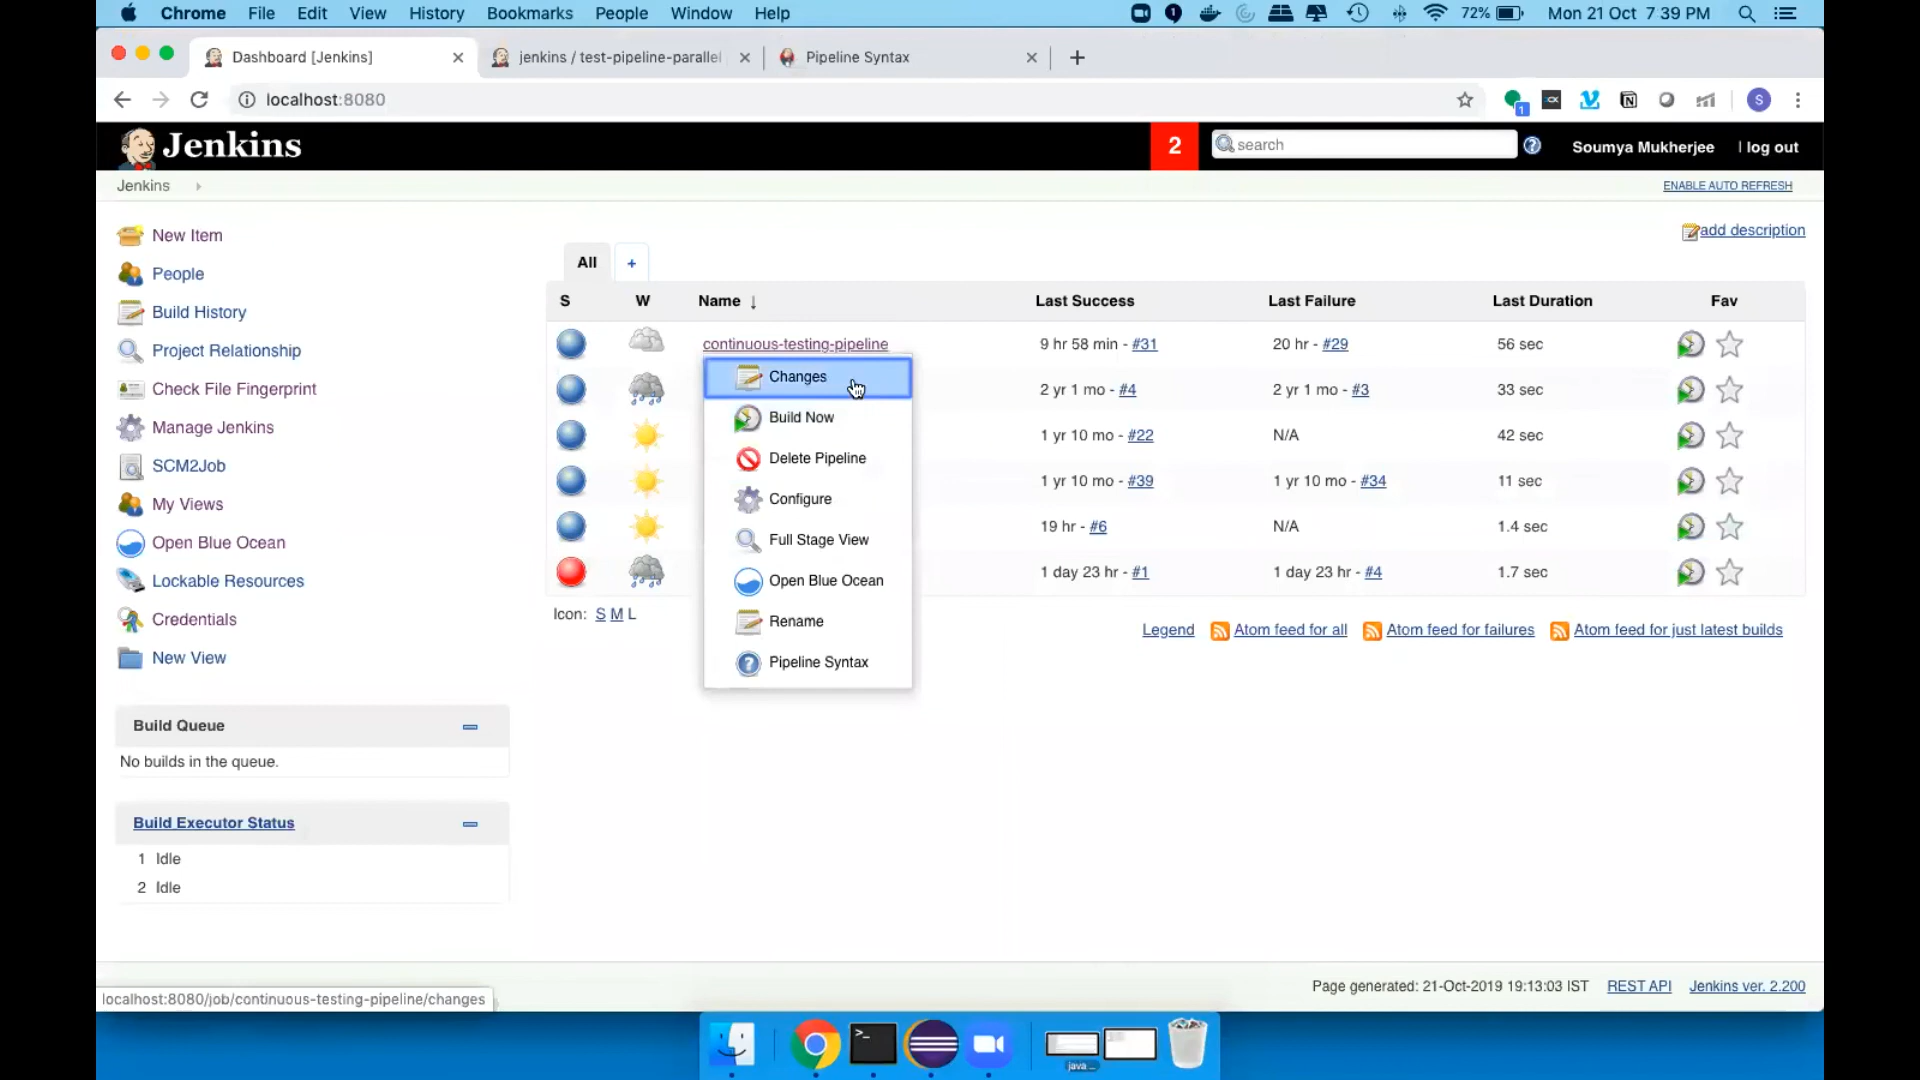 Chrome File Edit View History Bookmarks People Window Help 72% Mon 21 Oct 7:39 PM
Dashboard [Jenkins] jenkins / test-pipeline-parallel Pipeline Syntax
localhost:8080
Jenkins 2 search Soumya Mukherjee | log out
Jenkins ENABLE AUTO REFRESH
add description
New Item
People
Build History
Project Relationship
Check File Fingerprint
Manage Jenkins
SCM2Job
My Views
Open Blue Ocean
Lockable Resources
Credentials
New View
Build Queue
No builds in the queue.
Build Executor Status
1 Idle
2 Idle
All +
S W Name ↓ Last Success Last Failure Last Duration Fav
continuous-testing-pipeline 9 hr 58 min - #31 20 hr - #29 56 sec
2 yr 1 mo - #4 2 yr 1 mo - #3 33 sec
1 yr 10 mo - #22 N/A 42 sec
1 yr 10 mo - #39 1 yr 10 mo - #34 11 sec
19 hr - #6 N/A 1.4 sec
1 day 23 hr - #1 1 day 23 hr - #4 1.7 sec
Changes
Build Now
Delete Pipeline
Configure
Full Stage View
Open Blue Ocean
Rename
Pipeline Syntax
Icon: S M L
Legend Atom feed for all Atom feed for failures Atom feed for just latest builds
Page generated: 21-Oct-2019 19:13:03 IST REST API Jenkins ver. 2.200
localhost:8080/job/continuous-testing-pipeline/changes
java...